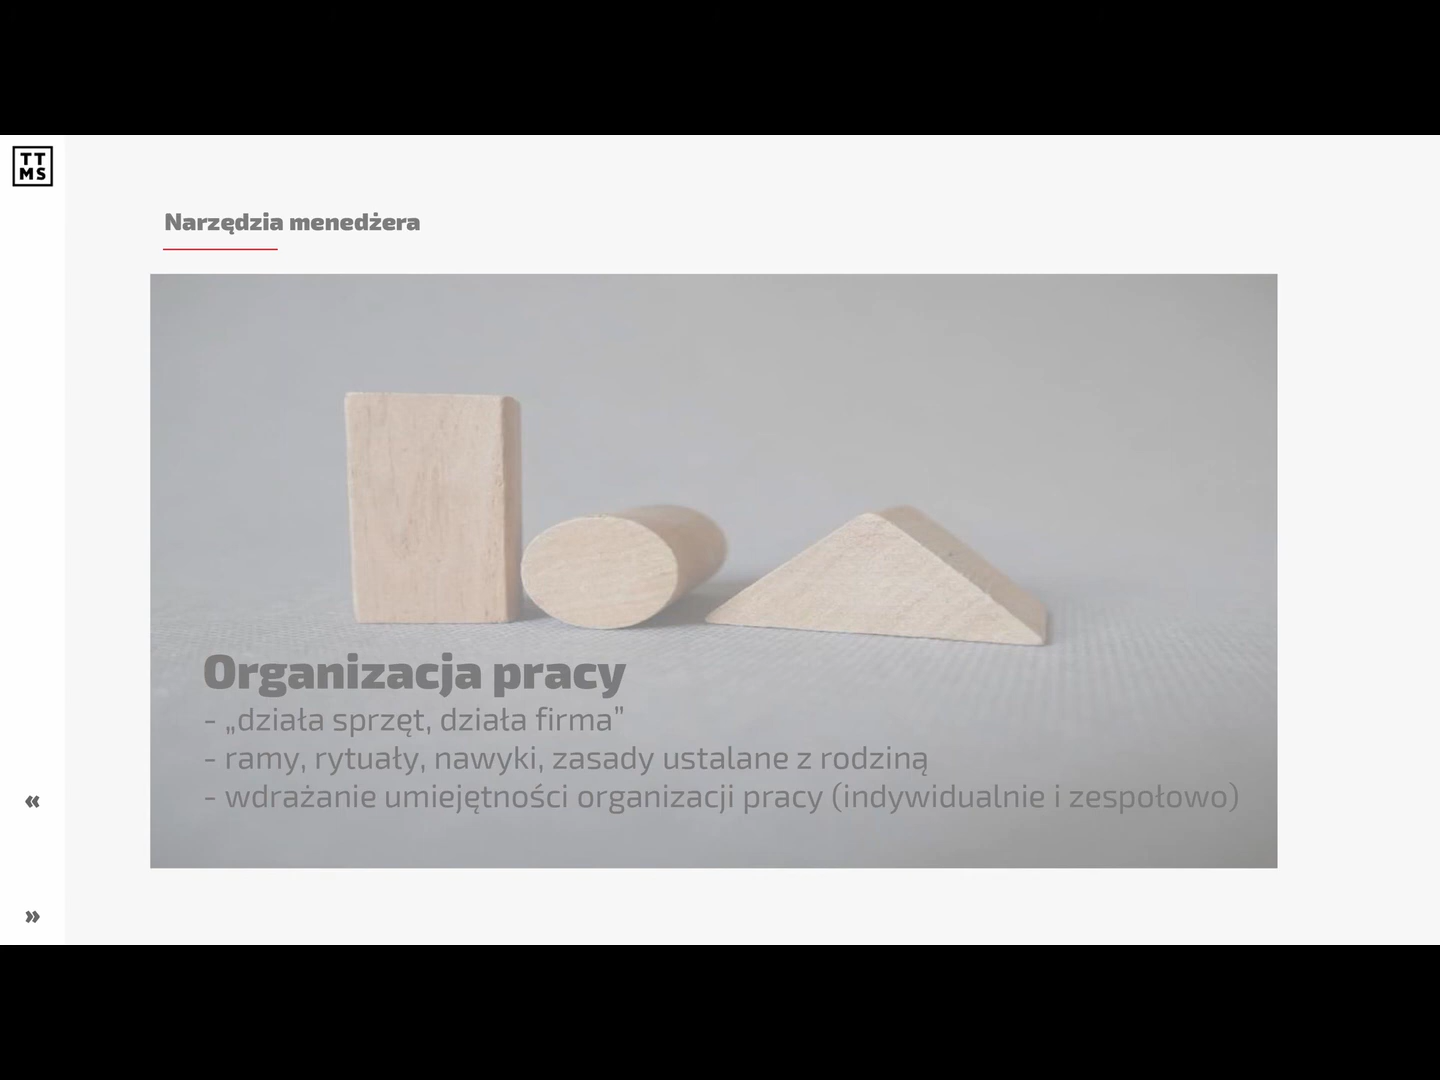 TT
MS
Narzędzia menedżera
Organizacja pracy
- „działa sprzęt, działa firma”
- ramy, rytuały, nawyki, zasady ustalane z rodziną
- wdrażanie umiejętności organizacji pracy (indywidualnie i zespołowo)
«
»